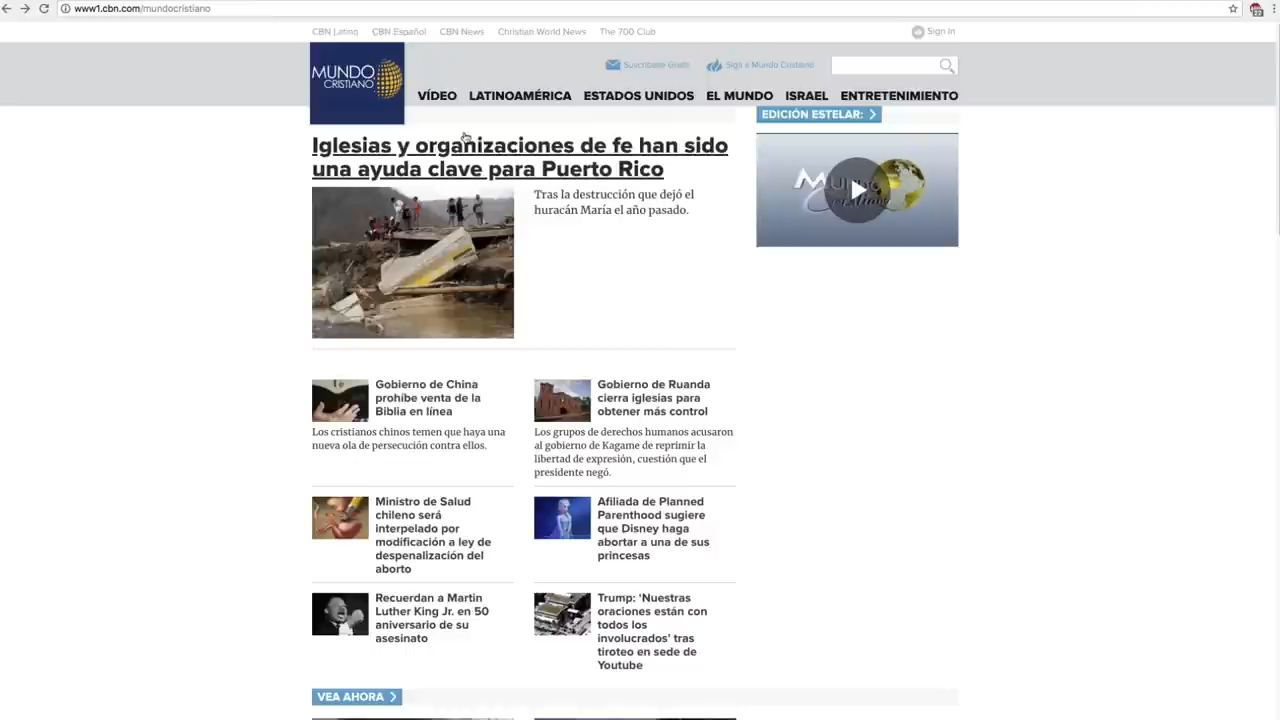 www1.cbn.com/mundocristiano
CBN Latino CBN Español CBN News Christian World News The 700 Club Sign In
MUNDO
CRISTIANO
Suscríbete Gratis Siga a Mundo Cristiano
VÍDEO LATINOAMÉRICA ESTADOS UNIDOS EL MUNDO ISRAEL ENTRETENIMIENTO
EDICIÓN ESTELAR:
Iglesias y organizaciones de fe han sido
una ayuda clave para Puerto Rico
Tras la destrucción que dejó el
huracán María el año pasado.
Mundo
Cristiano
Gobierno de China
prohíbe venta de la
Biblia en línea
Los cristianos chinos temen que haya una
nueva ola de persecución contra ellos.
Gobierno de Ruanda
cierra iglesias para
obtener más control
Los grupos de derechos humanos acusaron
al gobierno de Kagame de reprimir la
libertad de expresión, cuestión que el
presidente negó.
Ministro de Salud
chileno será
interpelado por
modificación a ley de
despenalización del
aborto
Afiliada de Planned
Parenthood sugiere
que Disney haga
abortar a una de sus
princesas
Recuerdan a Martin
Luther King Jr. en 50
aniversario de su
asesinato
Trump: ‘Nuestras
oraciones están con
todos los
involucrados’ tras
tiroteo en sede de
Youtube
VEA AHORA